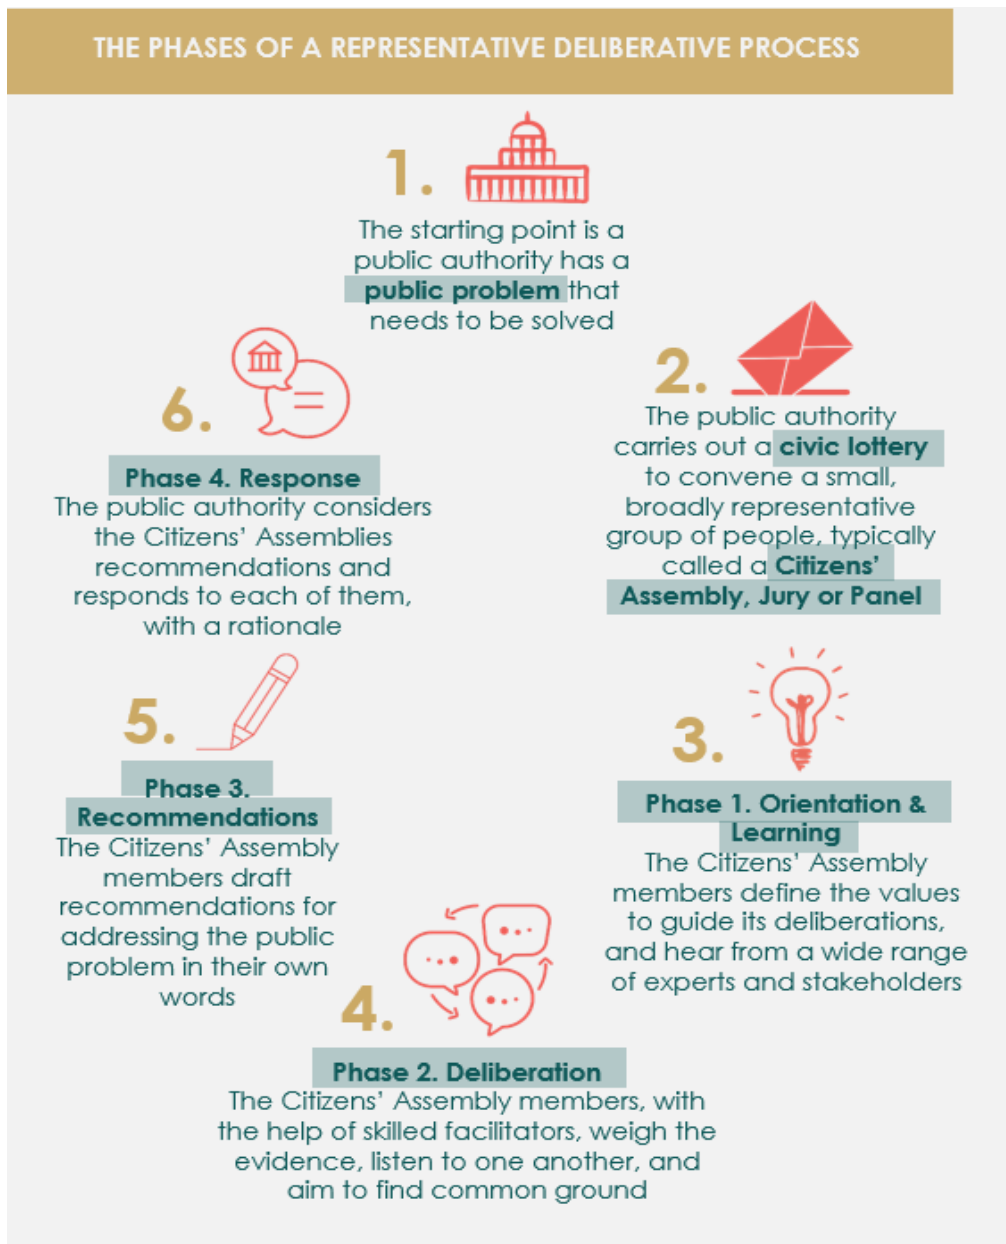 THE PHASES OF A REPRESENTATIVE DELIBERATIVE PROCESS
1.
The starting point is a
public authority has a
public problem that
needs to be solved
2.
The public authority
carries out a civic lottery
to convene a small,
broadly representative
group of people, typically
called a Citizens'
Assembly, Jury or Panel
3.
Phase 1. Orientation &
Learning
The Citizens' Assembly
members define the values
to guide its deliberations,
and hear from a wide range
of experts and stakeholders
4.
Phase 2. Deliberation
The Citizens' Assembly members, with
the help of skilled facilitators, weigh the
evidence, listen to one another, and
aim to find common ground
5.
Phase 3.
Recommendations
The Citizens' Assembly
members draft
recommendations for
addressing the public
problem in their own
words
6.
Phase 4. Response
The public authority considers
the Citizens' Assemblies
recommendations and
responds to each of them,
with a rationale